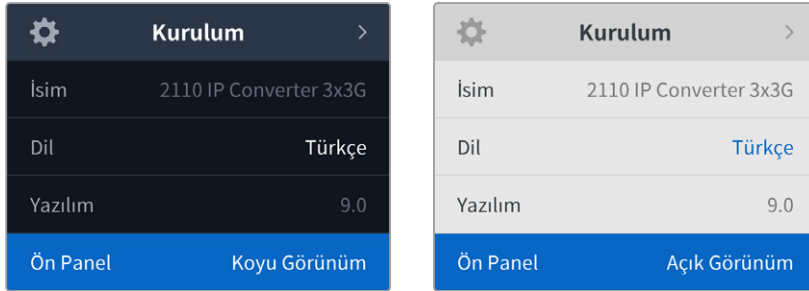 Kurulum
İsim 2110 IP Converter 3x3G
Dil Türkçe
Yazılım 9.0
Ön Panel Koyu Görünüm
Kurulum
İsim 2110 IP Converter 3x3G
Dil Türkçe
Yazılım 9.0
Ön Panel Açık Görünüm